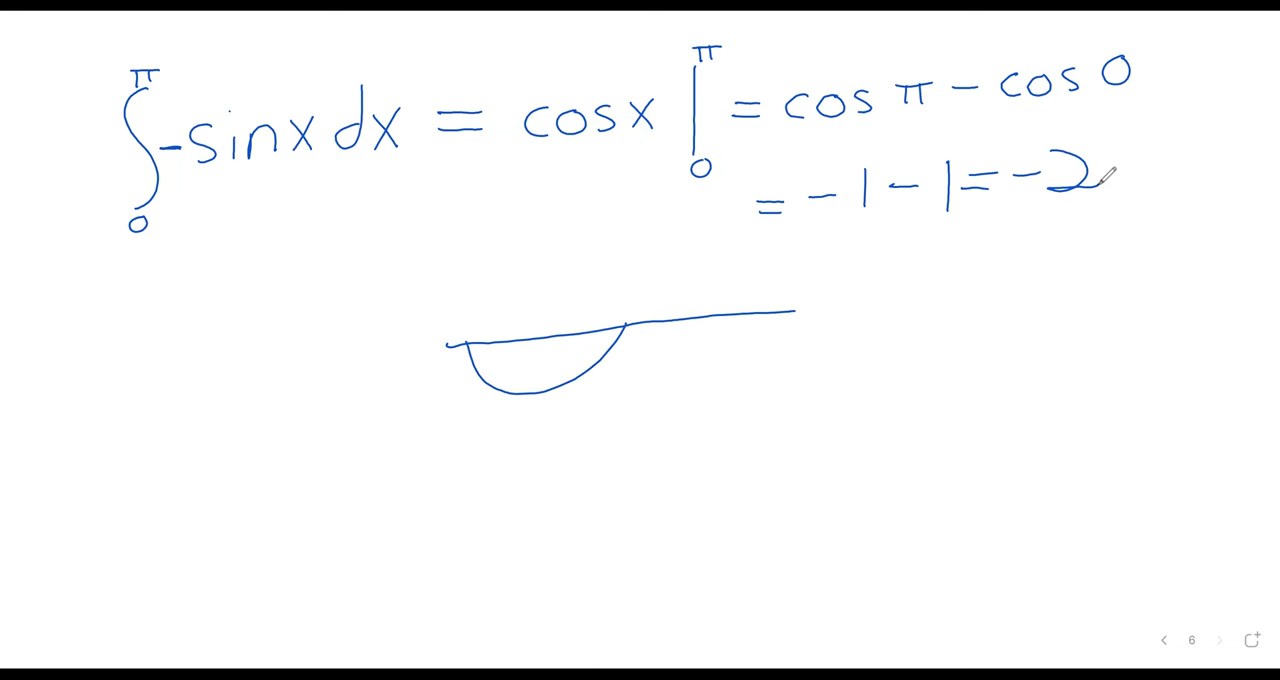 ∫₀^π -sinx dx = cosx |₀^π = cos π - cos 0
= -1 - 1 = -2
6